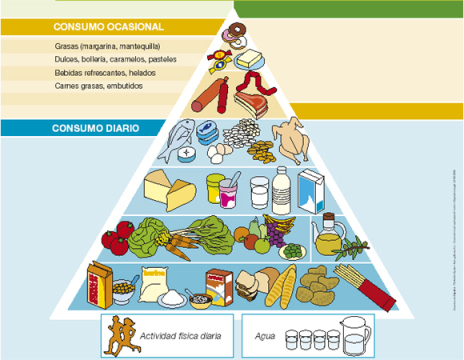 CONSUMO OCASIONAL
Grasas (margarina, mantequilla)
Dulces, bollería, caramelos, pasteles
Bebidas refrescantes, helados
Carnes grasas, embutidos
CONSUMO DIARIO
harina
Actividad física diaria
Agua